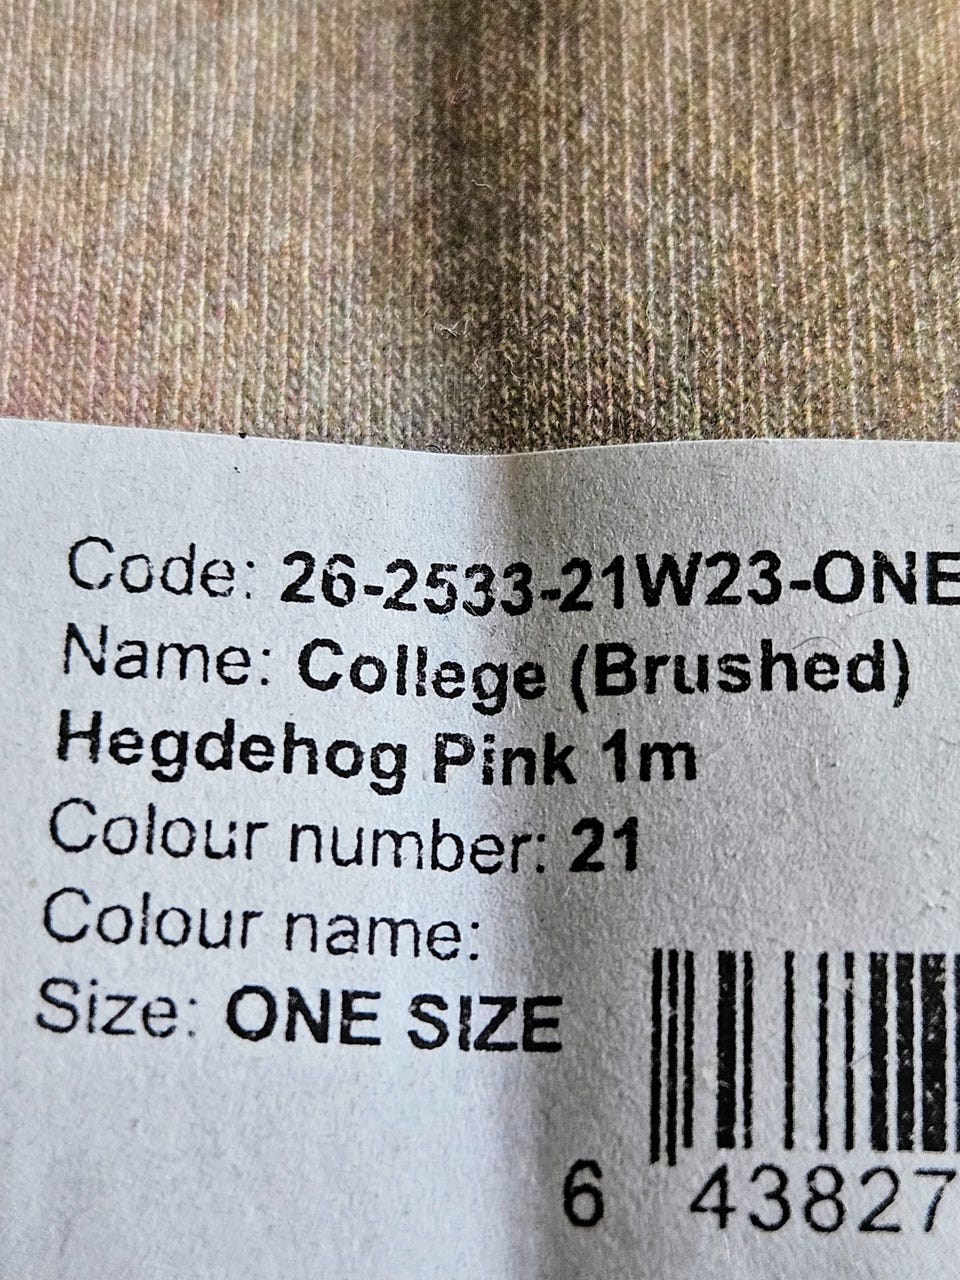 Code: 26-2533-21W23-ONE
Name: College (Brushed)
Hegdehog Pink 1m
Colour number: 21
Colour name:
Size: ONE SIZE
6 43827